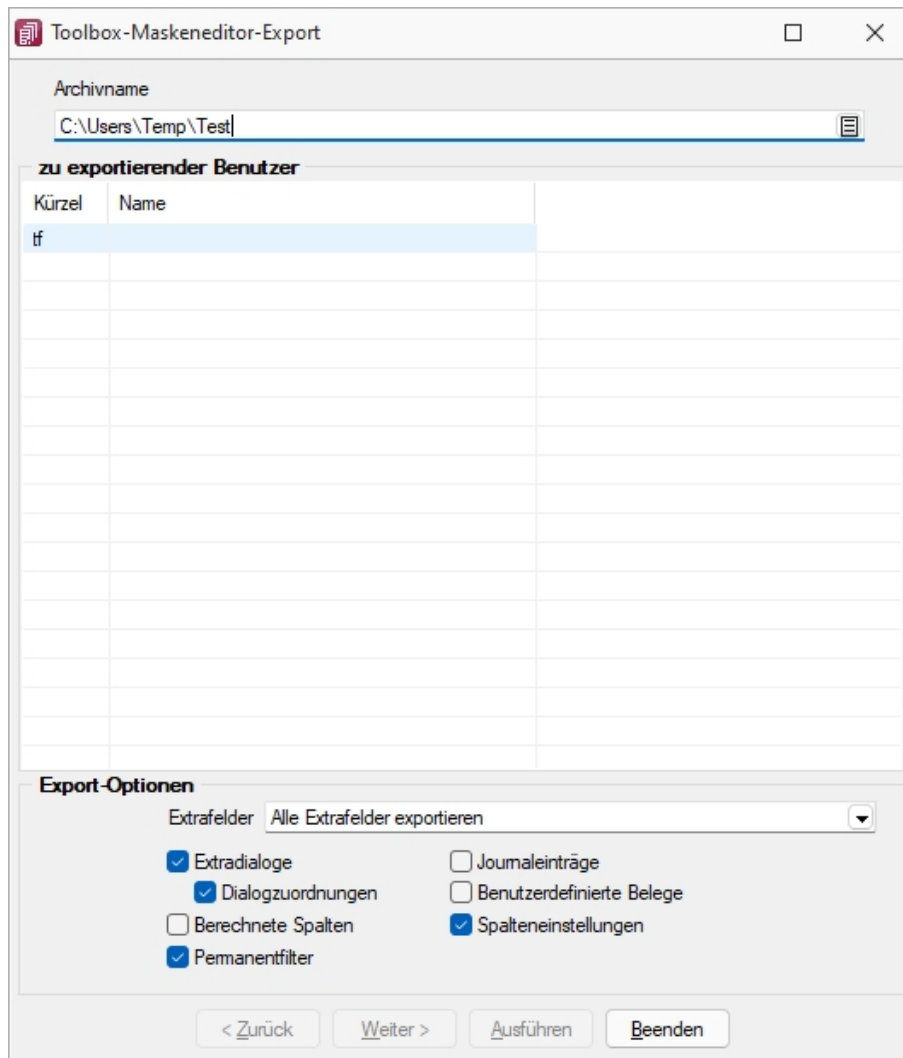 Toolbox-Maskeneditor-Export
Archivname
C:\Users\Temp\Test
zu exportierender Benutzer
Kürzel Name
tf
Export-Optionen
Extrafelder Alle Extrafelder exportieren
Extradialoge Journaleinträge
Dialogzuordnungen Benutzerdefinierte Belege
Berechnete Spalten Spalteneinstellungen
Permanentfilter
< Zurück Weiter > Ausführen Beenden